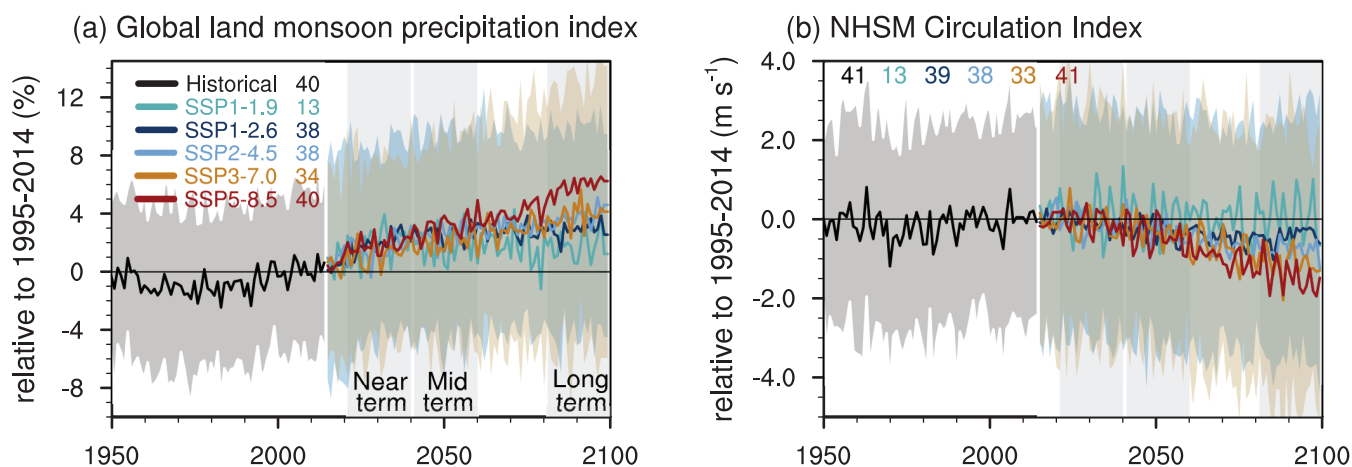 (a) Global land monsoon precipitation index
relative to 1995-2014 (%)
12
8
4
0
-4
-8
Historical 40
SSP1-1.9 13
SSP1-2.6 38
SSP2-4.5 38
SSP3-7.0 34
SSP5-8.5 40
Near term
Mid term
Long term
1950 2000 2050 2100
(b) NHSM Circulation Index
relative to 1995-2014 (m s⁻¹)
4.0
2.0
0.0
-2.0
-4.0
41 13 39 38 33 41
1950 2000 2050 2100